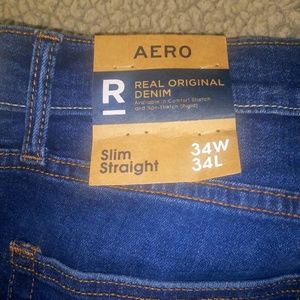 AERO
R
REAL ORIGINAL
DENIM
Available in Comfort Stretch
and Non-Stretch (Rigid)
Slim
Straight
34W
34L